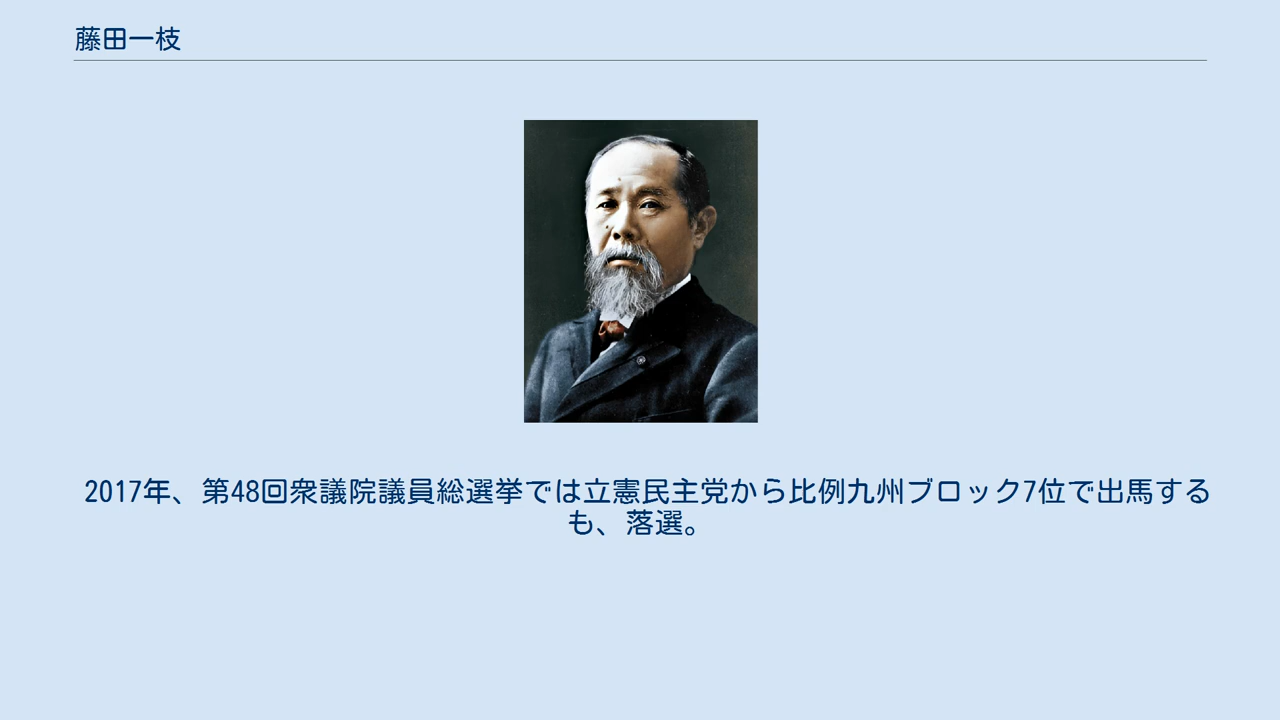 藤田一枝
2017年、第48回衆議院議員総選挙では立憲民主党から比例九州ブロック7位で出馬する
も、落選。